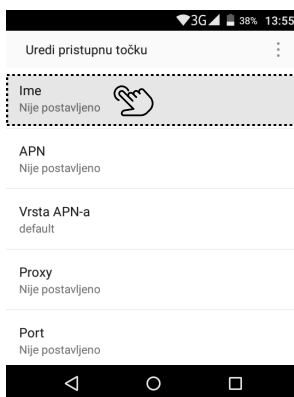 3G 38% 13:55
Uredi pristupnu točku
Ime
Nije postavljeno
APN
Nije postavljeno
Vrsta APN-a
default
Proxy
Nije postavljeno
Port
Nije postavljeno